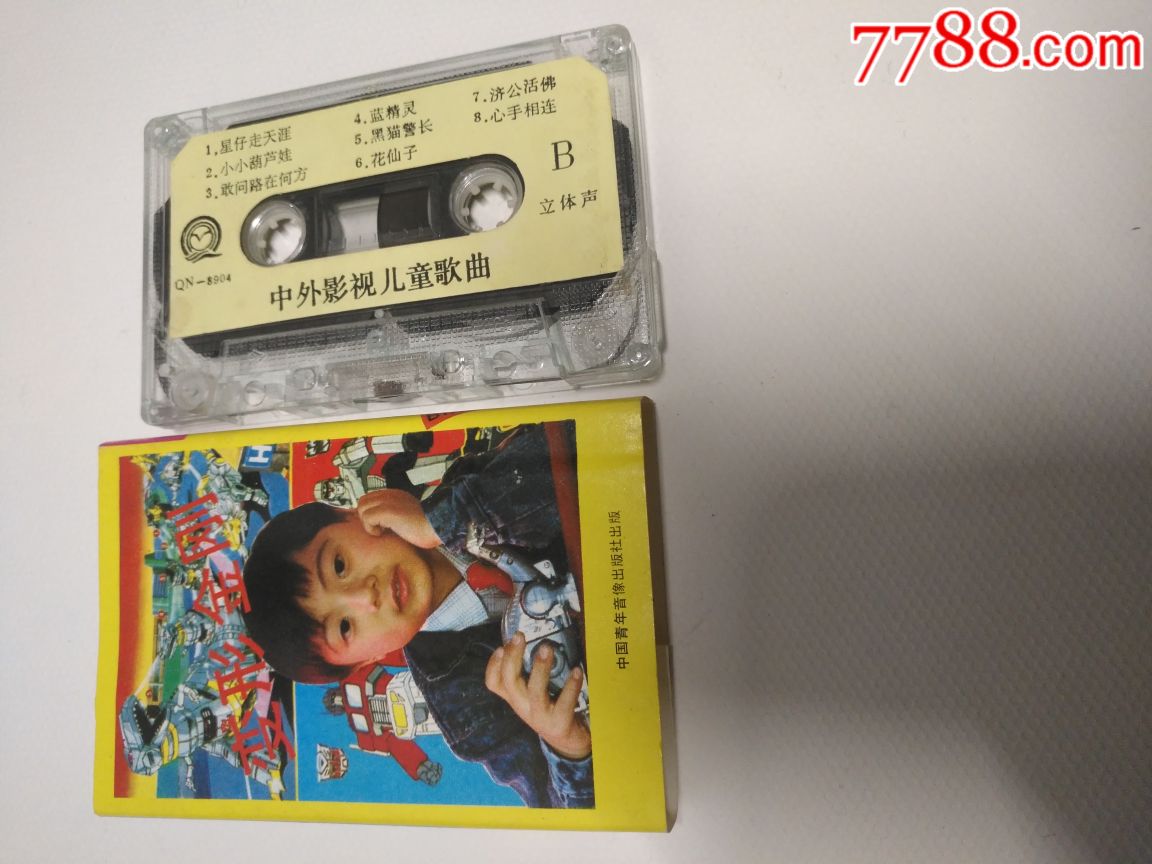 7788.com
1.星仔走天涯
2.小小葫芦娃
3.敢问路在何方
4.蓝精灵
5.黑猫警长
6.花仙子
7.济公活佛
8.心手相连
B
立体声
QN-8904
中外影视儿童歌曲
变形金刚
中国青年音像出版社出版